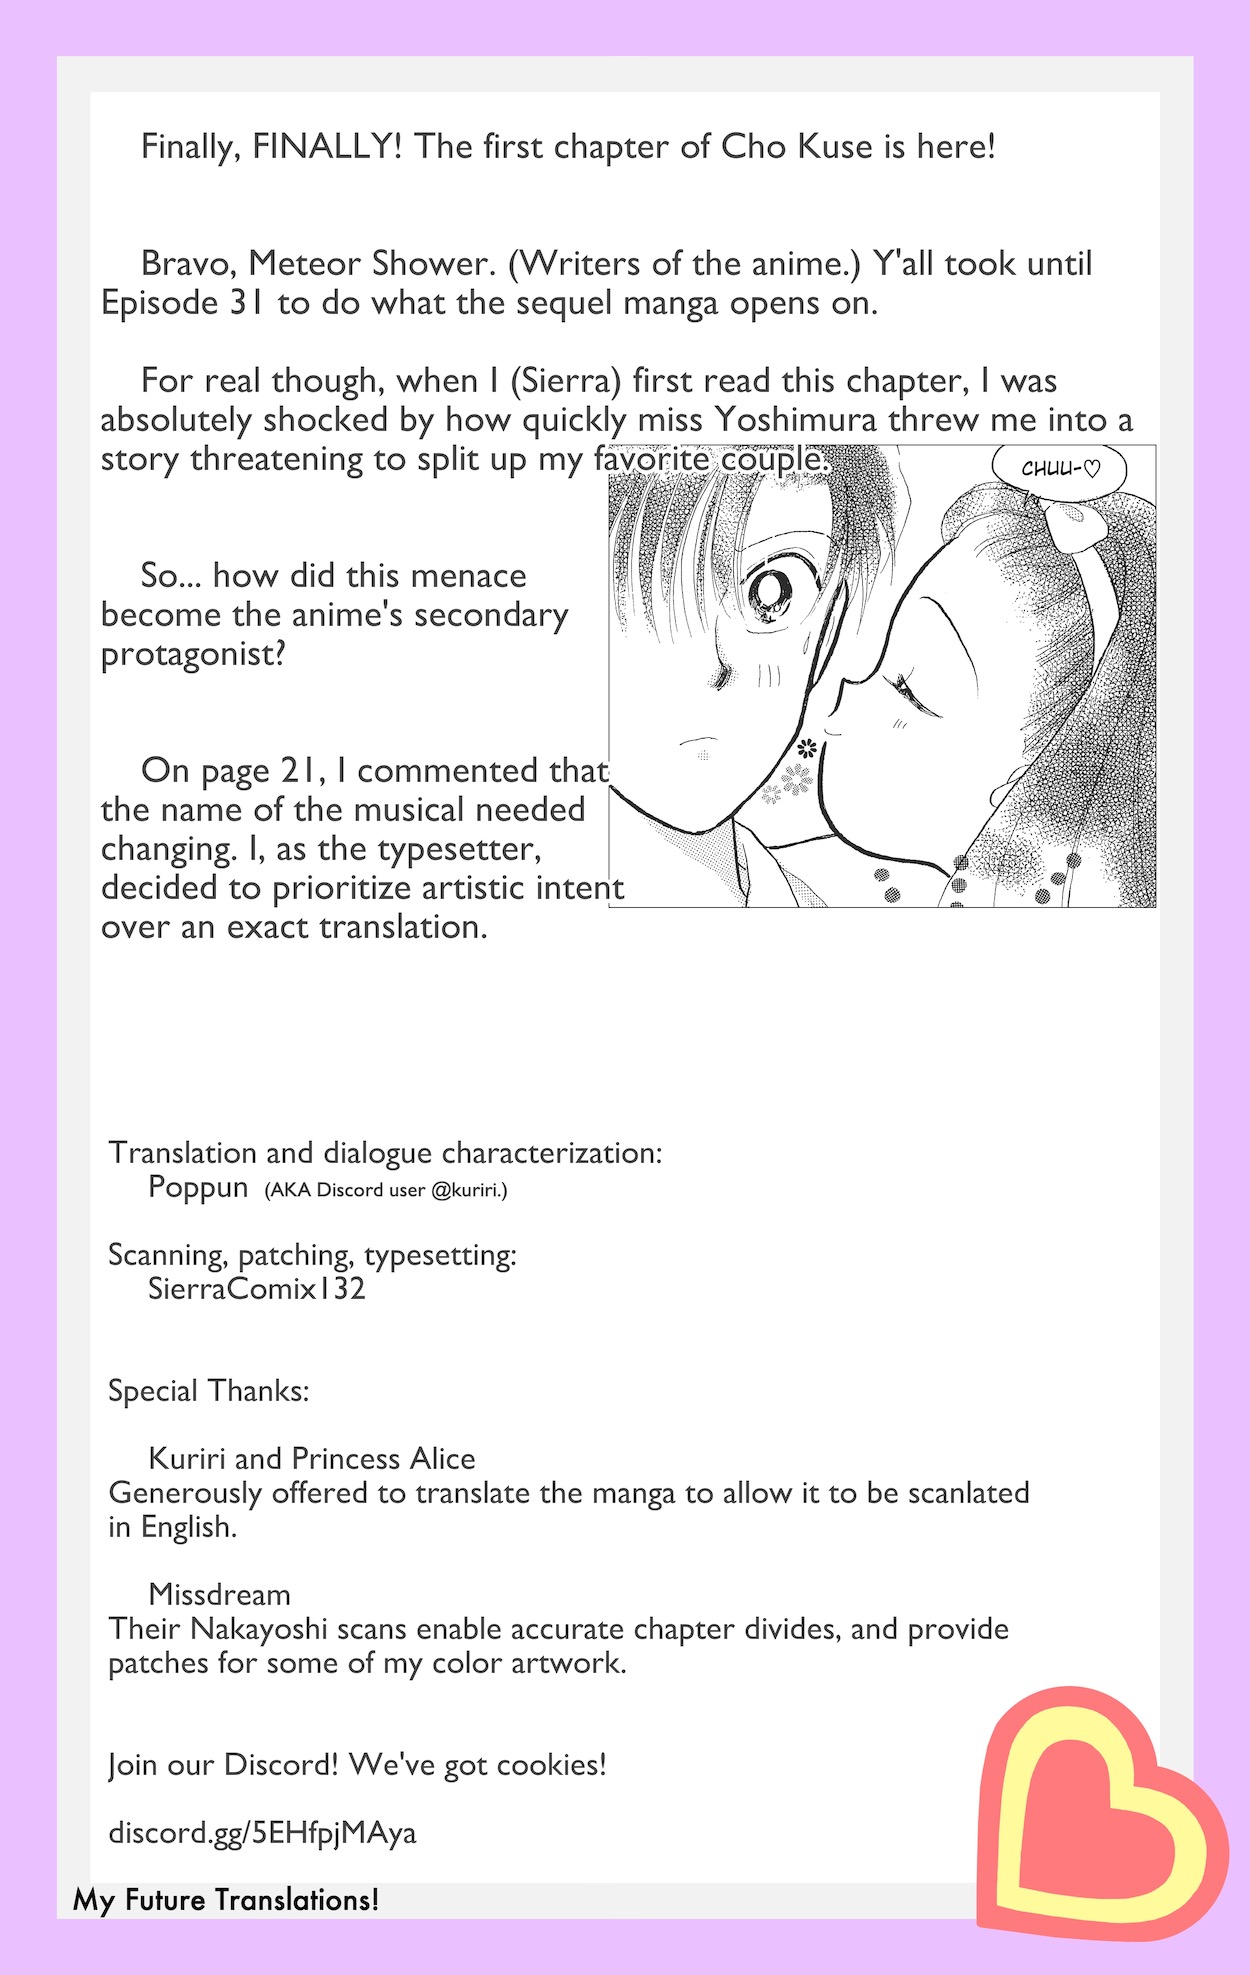 Finally, FINALLY! The first chapter of Cho Kuse is here!
Bravo, Meteor Shower. (Writers of the anime.) Y'all took until
Episode 31 to do what the sequel manga opens on.
For real though, when I (Sierra) first read this chapter, I was
absolutely shocked by how quickly miss Yoshimura threw me into a
story threatening to split up my favorite couple.
CHUU-♡
So... how did this menace
become the anime's secondary
protagonist?
On page 21, I commented that
the name of the musical needed
changing. I, as the typesetter,
decided to prioritize artistic intent
over an exact translation.
Translation and dialogue characterization:
Poppun (AKA Discord user @kuriri.)
Scanning, patching, typesetting:
SierraComix132
Special Thanks:
Kuriri and Princess Alice
Generously offered to translate the manga to allow it to be scanlated
in English.
Missdream
Their Nakayoshi scans enable accurate chapter divides, and provide
patches for some of my color artwork.
Join our Discord! We've got cookies!
discord.gg/5EHfpjMAya
My Future Translations!